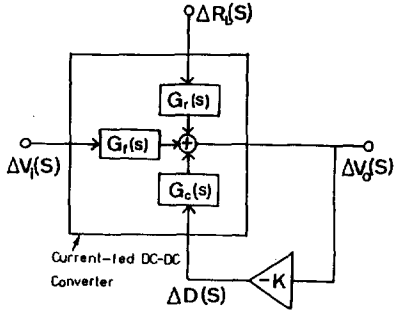 ΔR_L(S)
G_r(s)
ΔV_i(S)
G_f(s)
+
ΔV_o(S)
G_c(s)
Current-fed DC-DC
Converter
ΔD(S)
-K